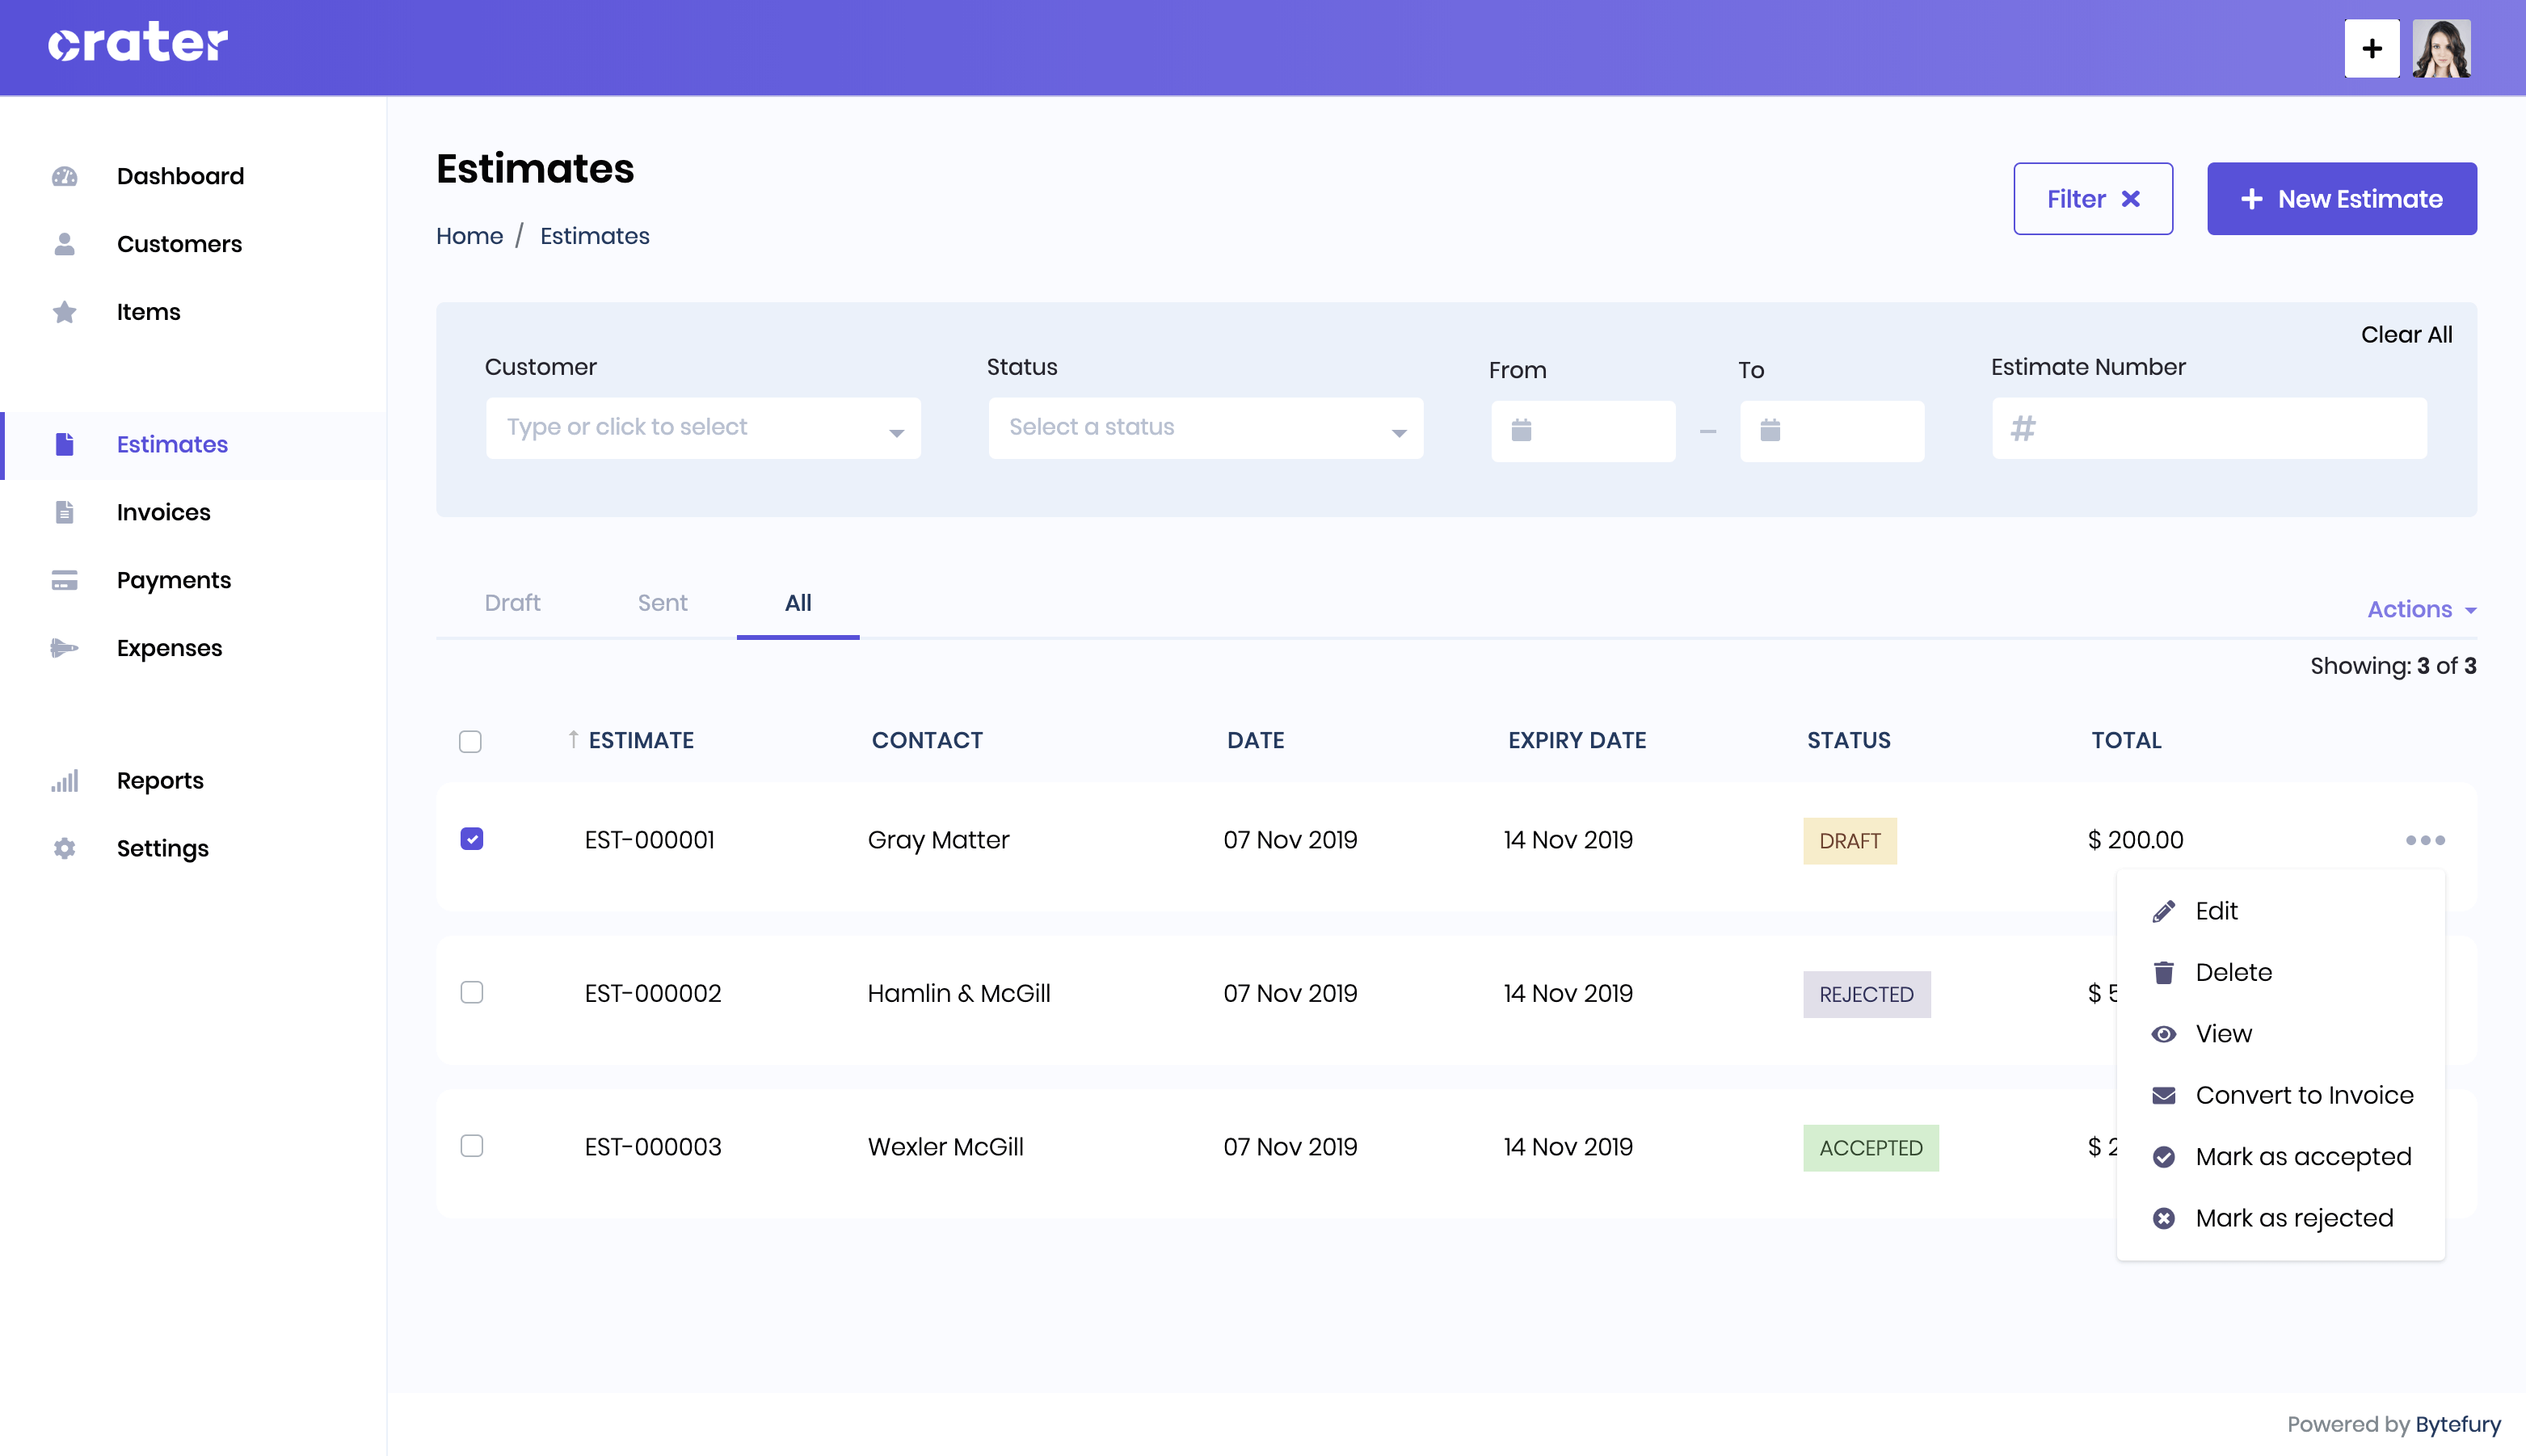 crater
Dashboard
Customers
Items
Estimates
Invoices
Payments
Expenses
Reports
Settings
Estimates
Home / Estimates
Filter
New Estimate
Clear All
Customer
Status
From
To
Estimate Number
Type or click to select
Select a status
–
#
Draft
Sent
All
Actions
Showing: 3 of 3
↑ ESTIMATE CONTACT DATE EXPIRY DATE STATUS TOTAL
EST-000001 Gray Matter 07 Nov 2019 14 Nov 2019 DRAFT $ 200.00
EST-000002 Hamlin & McGill 07 Nov 2019 14 Nov 2019 REJECTED $
EST-000003 Wexler McGill 07 Nov 2019 14 Nov 2019 ACCEPTED $
Edit
Delete
View
Convert to Invoice
Mark as accepted
Mark as rejected
Powered by Bytefury